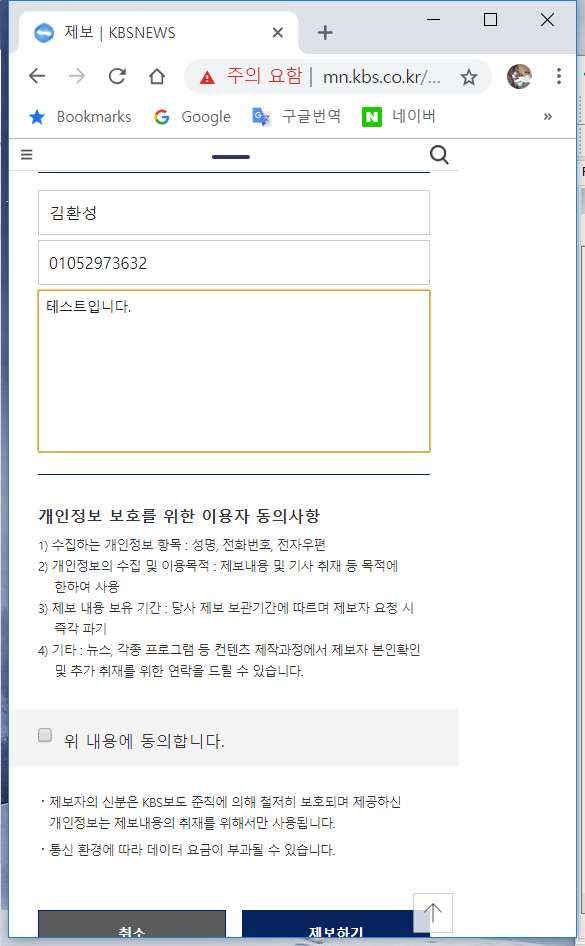 제보 | KBSNEWS
주의 요함 | mn.kbs.co.kr/...
Bookmarks Google 구글번역 네이버 »
김환성
01052973632
테스트입니다.
개인정보 보호를 위한 이용자 동의사항
1) 수집하는 개인정보 항목 : 성명, 전화번호, 전자우편
2) 개인정보의 수집 및 이용목적 : 제보내용 및 기사 취재 등 목적에
한하여 사용
3) 제보 내용 보유 기간 : 당사 제보 보관기간에 따르며 제보자 요청 시
즉각 파기
4) 기타 : 뉴스, 각종 프로그램 등 컨텐츠 제작과정에서 제보자 본인확인
및 추가 취재를 위한 연락을 드릴 수 있습니다.
위 내용에 동의합니다.
· 제보자의 신분은 KBS보도 준칙에 의해 철저히 보호되며 제공하신
개인정보는 제보내용의 취재를 위해서만 사용됩니다.
· 통신 환경에 따라 데이터 요금이 부과될 수 있습니다.
취소 제보하기